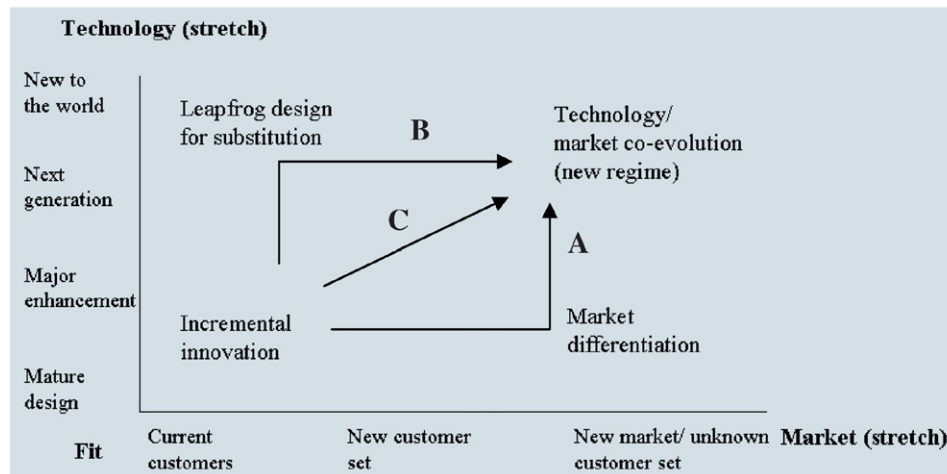 Technology (stretch)
New to
the world
Leapfrog design
for substitution
B
Technology/
market co-evolution
(new regime)
Next
generation
C
A
Major
enhancement
Incremental
innovation
Market
differentiation
Mature
design
Fit
Current
customers
New customer
set
New market/ unknown
customer set
Market (stretch)